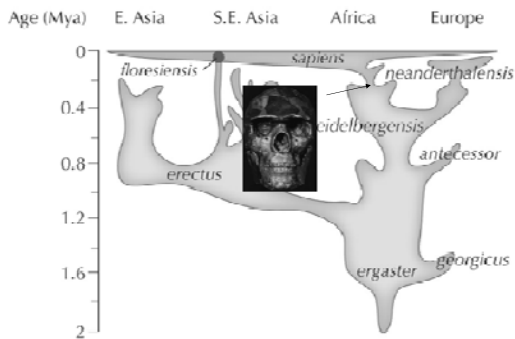 Age (Mya) E. Asia S.E. Asia Africa Europe
0
sapiens
floresiensis
neanderthalensis
0.4
eidelbergensis
antecessor
0.8
erectus
1.2
georgicus
ergaster
1.6
2